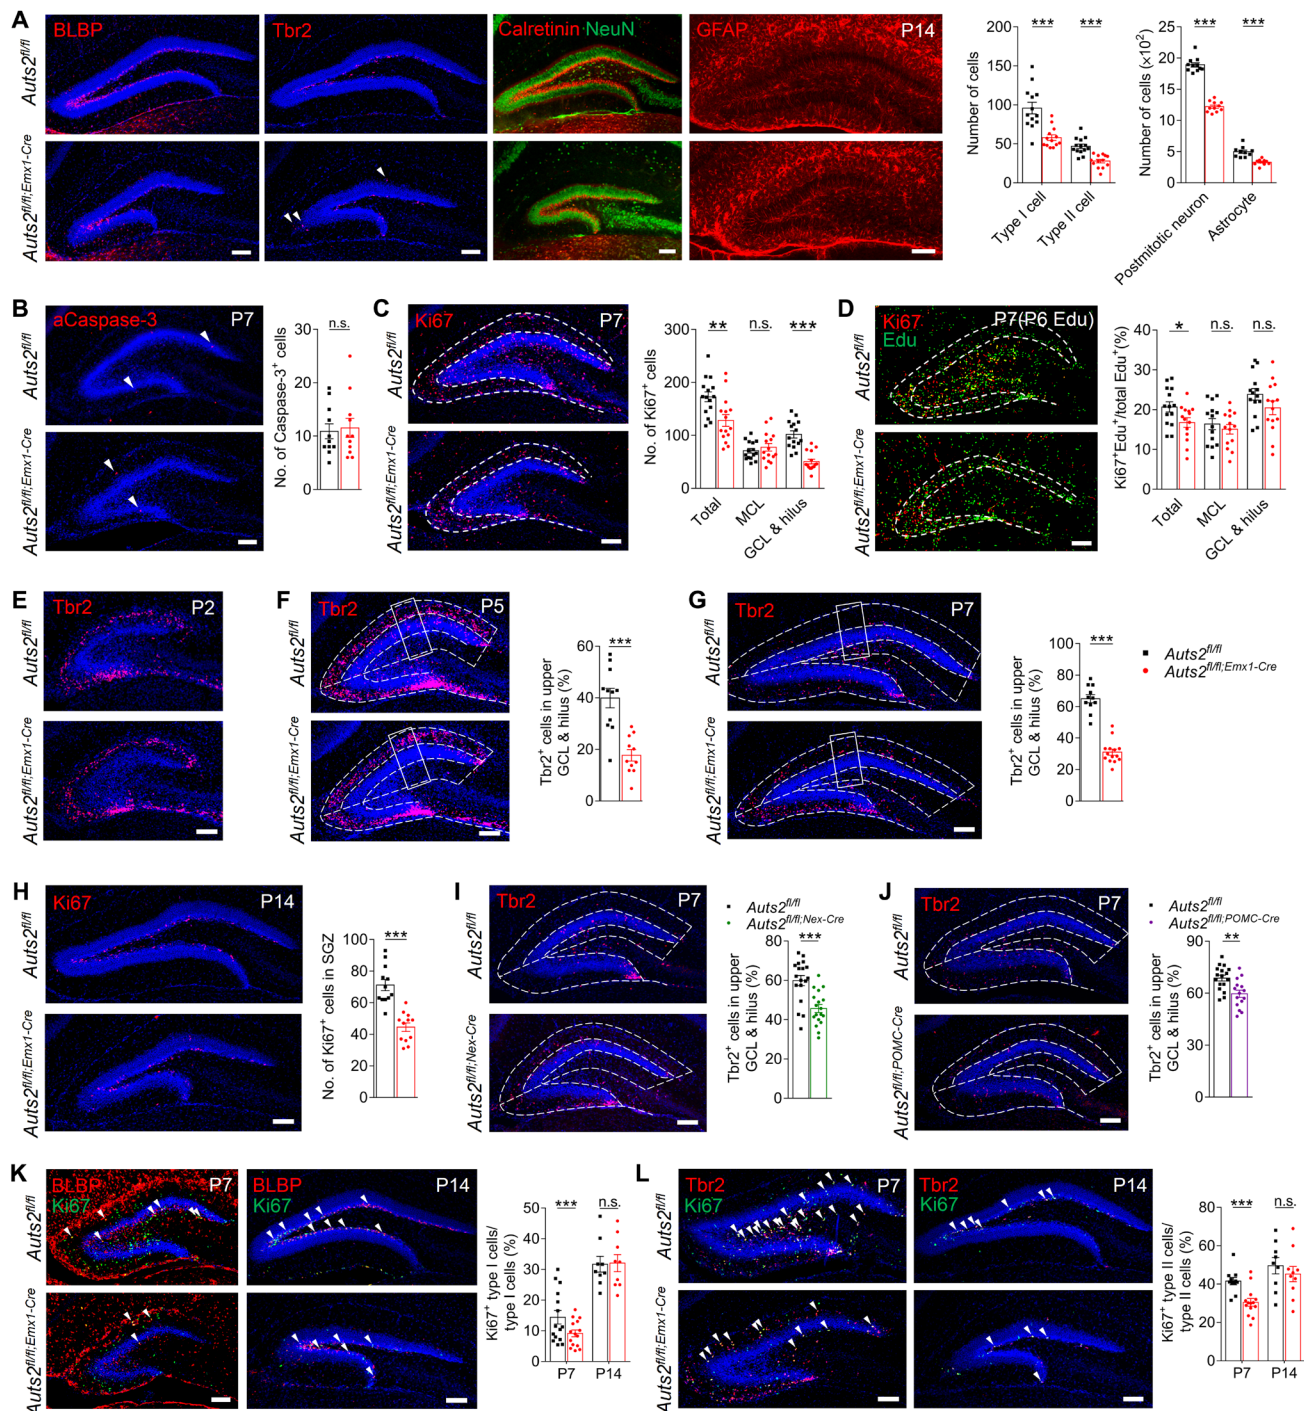 A
BLBP
Tbr2
Calretinin NeuN
GFAP
P14
Auts2fl/fl
Auts2fl/fl;Emx1-Cre
Number of cells
200
150
100
50
0
***
***
Type I cell
Type II cell
Number of cells (×10²)
25
20
15
10
5
0
***
***
Postmitotic neuron
Astrocyte
B
aCaspase-3
P7
Auts2fl/fl
Auts2fl/fl;Emx1-Cre
No. of Caspase-3+ cells
30
20
10
0
n.s.
C
Ki67
P7
Auts2fl/fl
Auts2fl/fl;Emx1-Cre
No. of Ki67+ cells
300
200
100
0
**
n.s.
***
Total
MCL
GCL & hilus
D
Ki67
Edu
P7(P6 Edu)
Auts2fl/fl
Auts2fl/fl;Emx1-Cre
Ki67+Edu+/total Edu+(%)
40
30
20
10
0
*
n.s.
n.s.
Total
MCL
GCL & hilus
E
Tbr2
P2
Auts2fl/fl
Auts2fl/fl;Emx1-Cre
F
Tbr2
P5
Auts2fl/fl
Auts2fl/fl;Emx1-Cre
Tbr2+ cells in upper
GCL & hilus (%)
60
40
20
0
***
G
Tbr2
P7
Auts2fl/fl
Auts2fl/fl;Emx1-Cre
Tbr2+ cells in upper
GCL & hilus (%)
100
80
60
40
20
0
***
Auts2fl/fl
Auts2fl/fl;Emx1-Cre
H
Ki67
P14
Auts2fl/fl
Auts2fl/fl;Emx1-Cre
No. of Ki67+ cells in SGZ
100
80
60
40
20
0
***
I
Tbr2
P7
Auts2fl/fl
Auts2fl/fl;Nex-Cre
Auts2fl/fl
Auts2fl/fl;Nex-Cre
Tbr2+ cells in upper
GCL & hilus (%)
80
60
40
20
0
***
J
Tbr2
P7
Auts2fl/fl
Auts2fl/fl;POMC-Cre
Auts2fl/fl
Auts2fl/fl;POMC-Cre
Tbr2+ cells in upper
GCL & hilus (%)
90
60
30
0
**
K
BLBP
Ki67
P7
BLBP
Ki67
P14
Auts2fl/fl
Auts2fl/fl;Emx1-Cre
Ki67+ type I cells/
type I cells (%)
50
40
30
20
10
0
***
n.s.
P7
P14
L
Tbr2
Ki67
P7
Tbr2
Ki67
P14
Auts2fl/fl
Auts2fl/fl;Emx1-Cre
Ki67+ type II cells/
type II cells (%)
80
60
40
20
0
***
n.s.
P7
P14